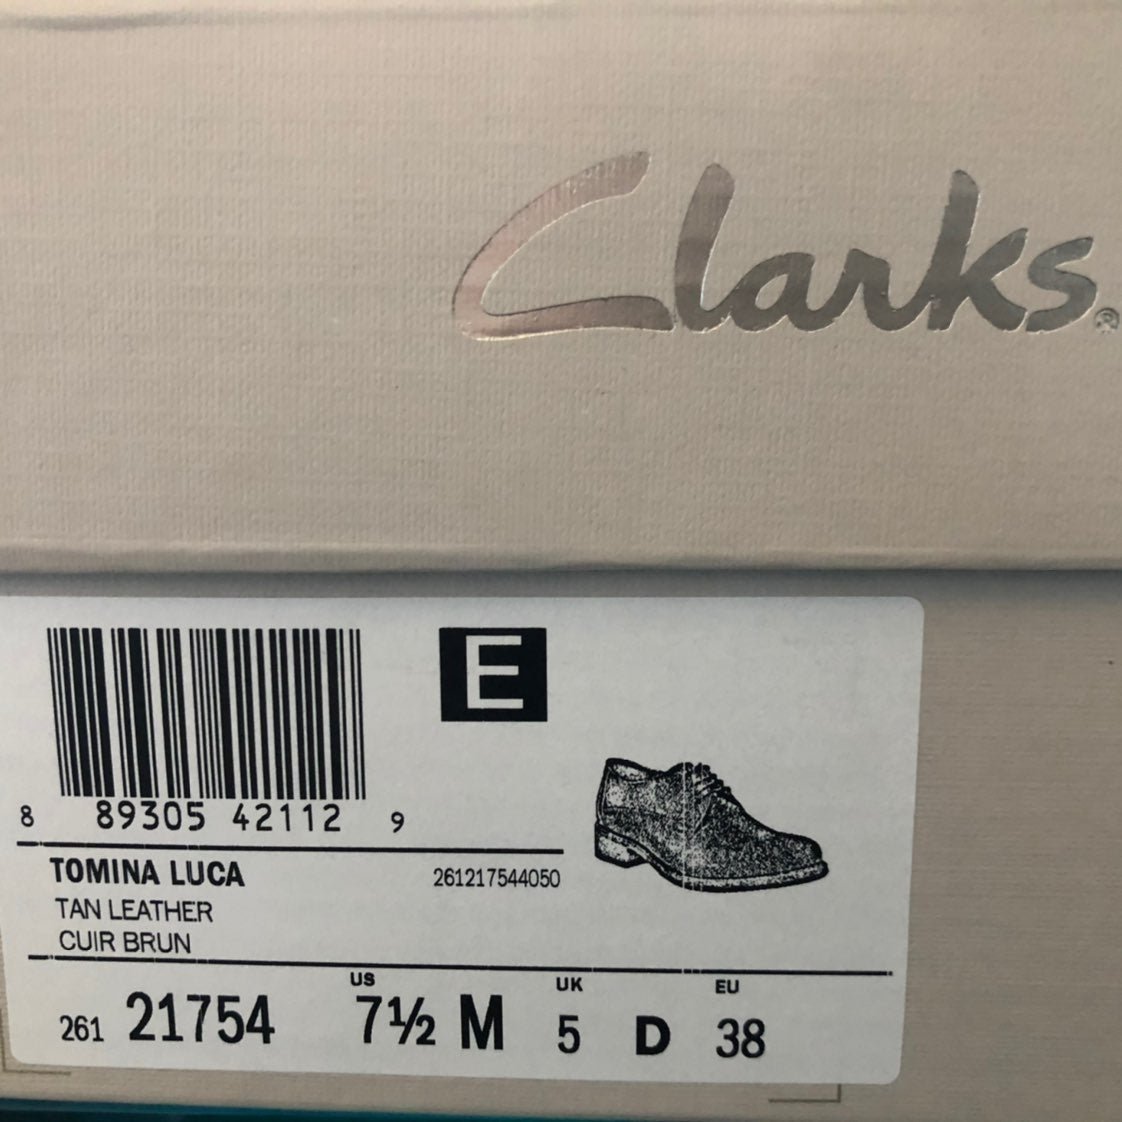 Clarks®
E
8 89305 42112 9
TOMINA LUCA 261217544050
TAN LEATHER
CUIR BRUN
US UK EU
261 21754 7½ M 5 D 38